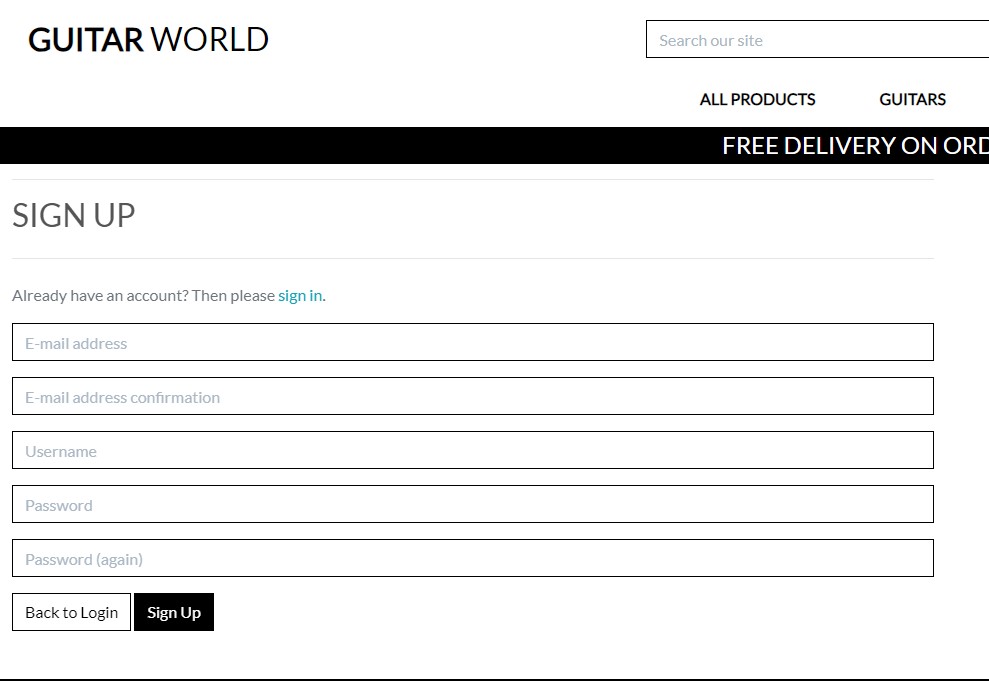 GUITAR WORLD
Search our site
ALL PRODUCTS GUITARS
FREE DELIVERY ON ORD
SIGN UP
Already have an account? Then please sign in.
E-mail address
E-mail address confirmation
Username
Password
Password (again)
Back to Login Sign Up